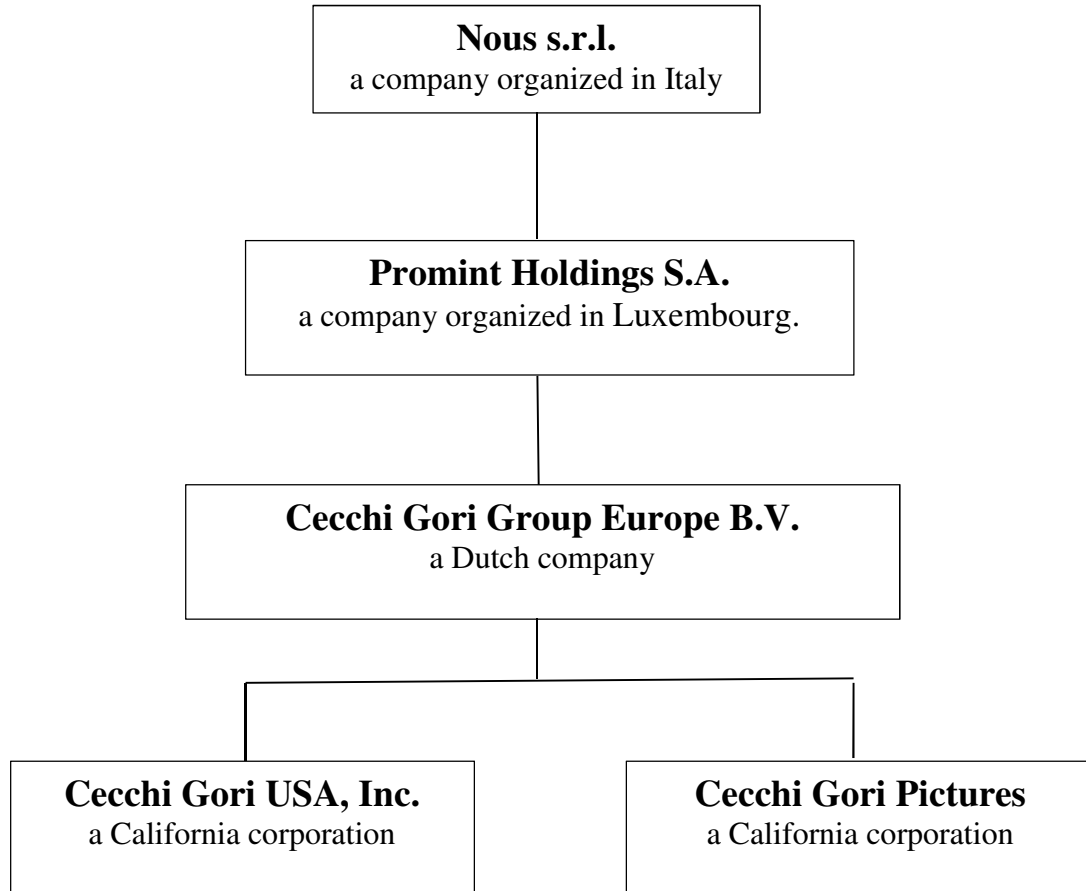 Nous s.r.l.
a company organized in Italy
Promint Holdings S.A.
a company organized in Luxembourg.
Cecchi Gori Group Europe B.V.
a Dutch company
Cecchi Gori USA, Inc.
a California corporation
Cecchi Gori Pictures
a California corporation